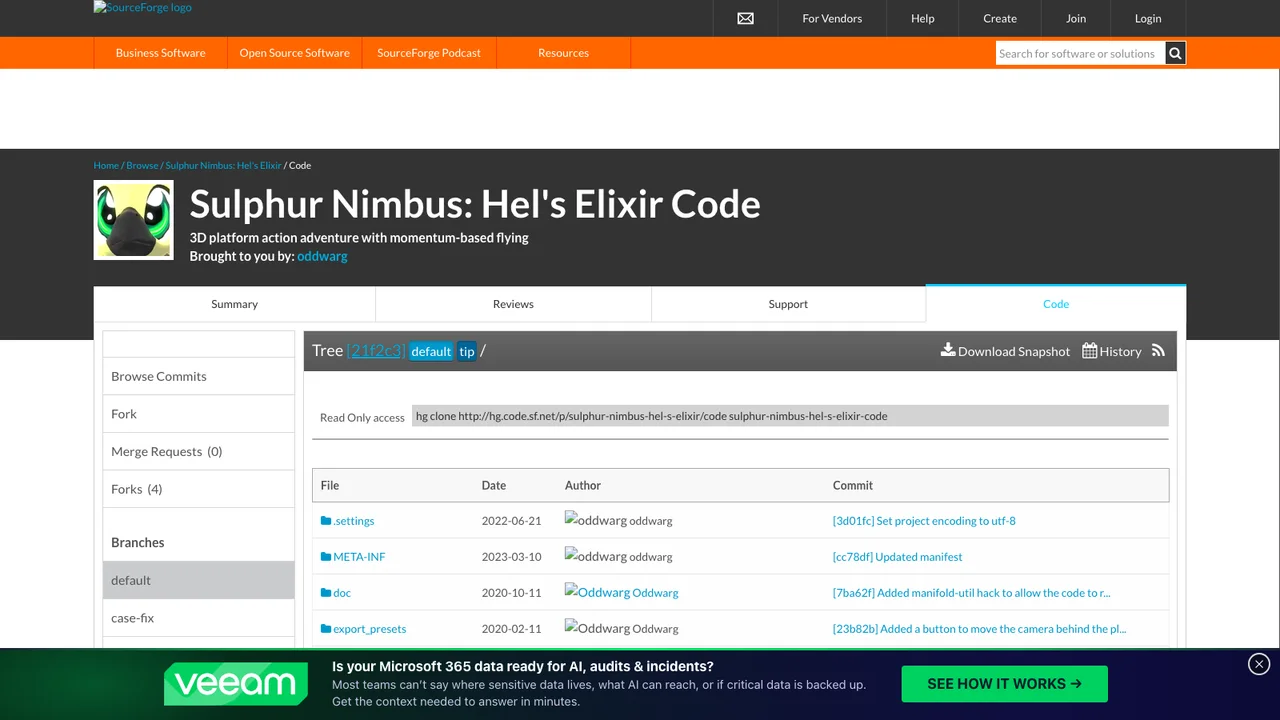 SourceForge logo
For Vendors
Help
Create
Join
Login
Business Software
Open Source Software
SourceForge Podcast
Resources
Search for software or solutions
Home / Browse / Sulphur Nimbus: Hel's Elixir / Code
Sulphur Nimbus: Hel's Elixir Code
3D platform action adventure with momentum-based flying
Brought to you by: oddwarg
Summary
Reviews
Support
Code
Browse Commits
Fork
Merge Requests (0)
Forks (4)
Branches
default
case-fix
Tree [21f2c3] default tip /
Download Snapshot
History
Read Only access
hg clone http://hg.code.sf.net/p/sulphur-nimbus-hel-s-elixir/code sulphur-nimbus-hel-s-elixir-code
File Date Author Commit
.settings 2022-06-21 oddwarg oddwarg [3d01fc] Set project encoding to utf-8
META-INF 2023-03-10 oddwarg oddwarg [cc78df] Updated manifest
doc 2020-10-11 Oddwarg Oddwarg [7ba62f] Added manifold-util hack to allow the code to r...
export_presets 2020-02-11 Oddwarg Oddwarg [23b82b] Added a button to move the camera behind the pl...
veeam
Is your Microsoft 365 data ready for AI, audits & incidents?
Most teams can't say where sensitive data lives, what AI can reach, or if critical data is backed up.
Get the context needed to answer in minutes.
SEE HOW IT WORKS →